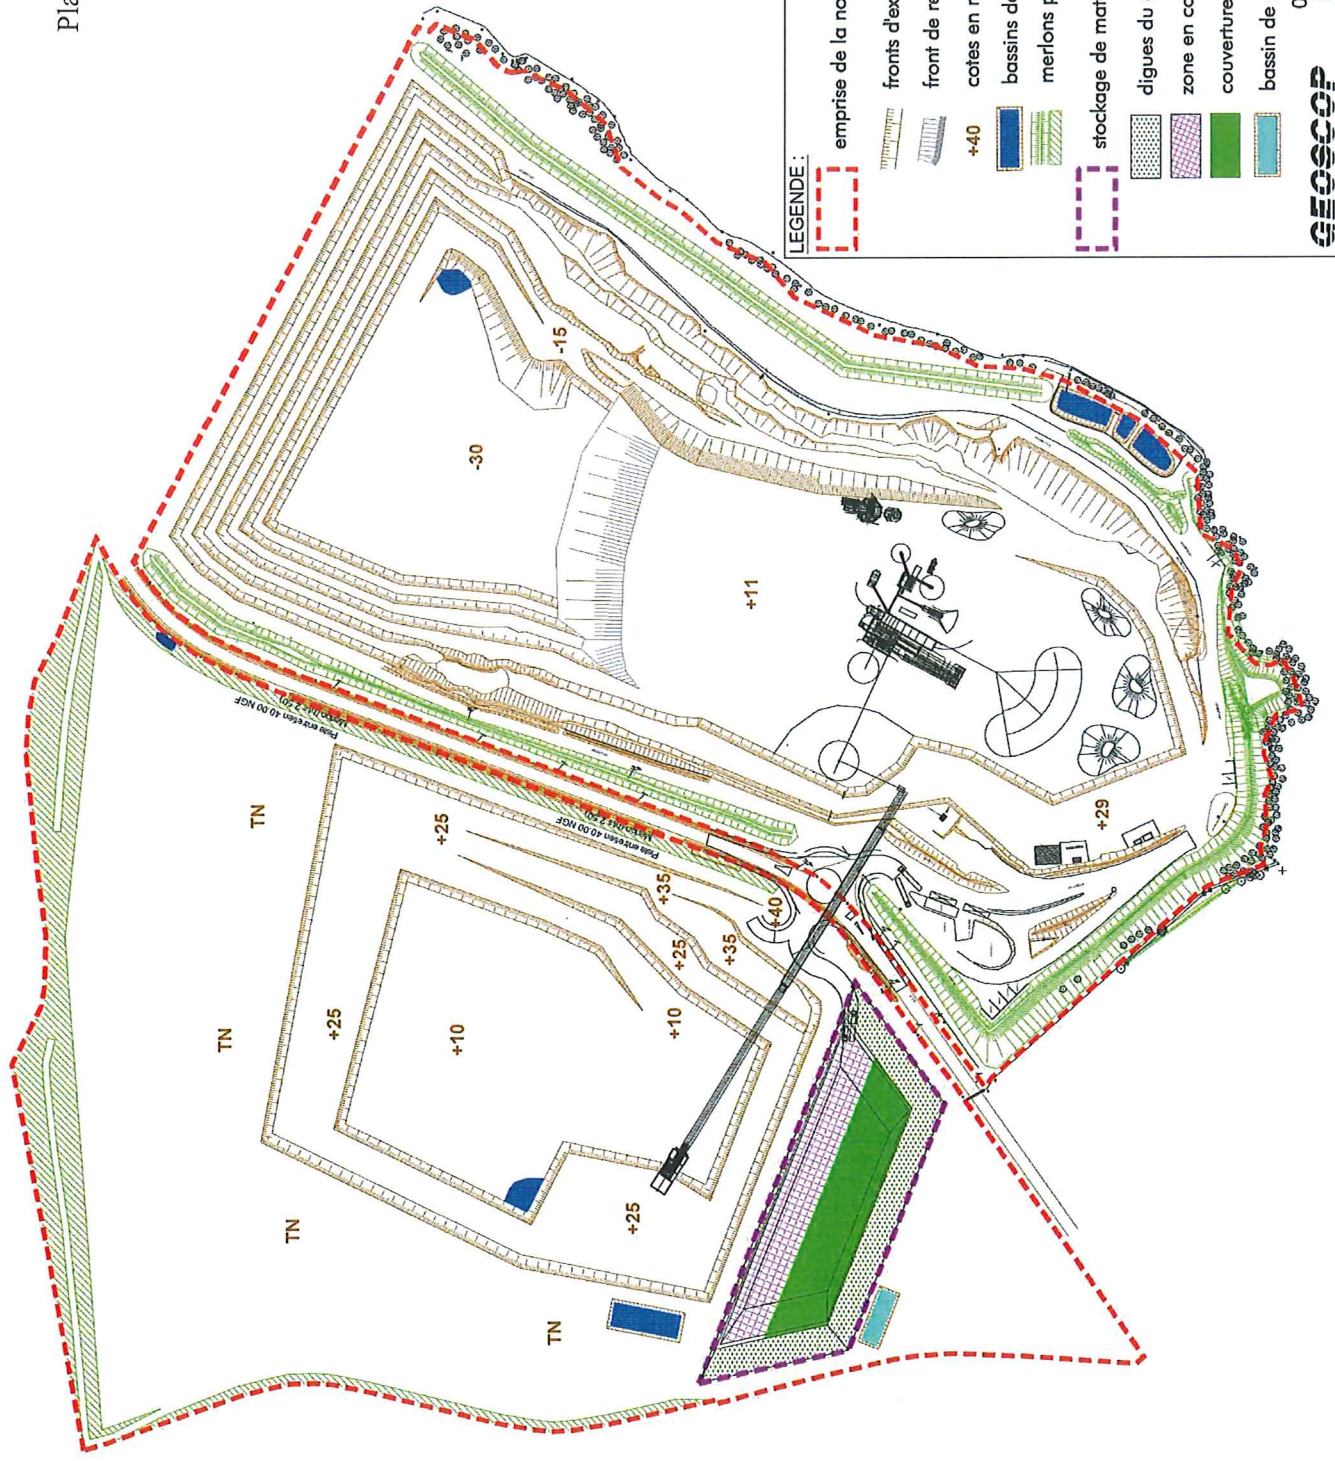 Pla
LEGENDE :
emprise de la no
fronts d'ex
front de re
+40
cotes en n
bassins de
merlons p
stockage de mat
digues du
zone en co
couverture
bassin de
0
GEOSCOP
-15
-30
+11
+29
Piste entretien 40.00 NGF
Piste entretien 40.00 NGF
TN
+25
+35
+40
+25
+35
TN
+25
+10
+10
TN
+25
TN